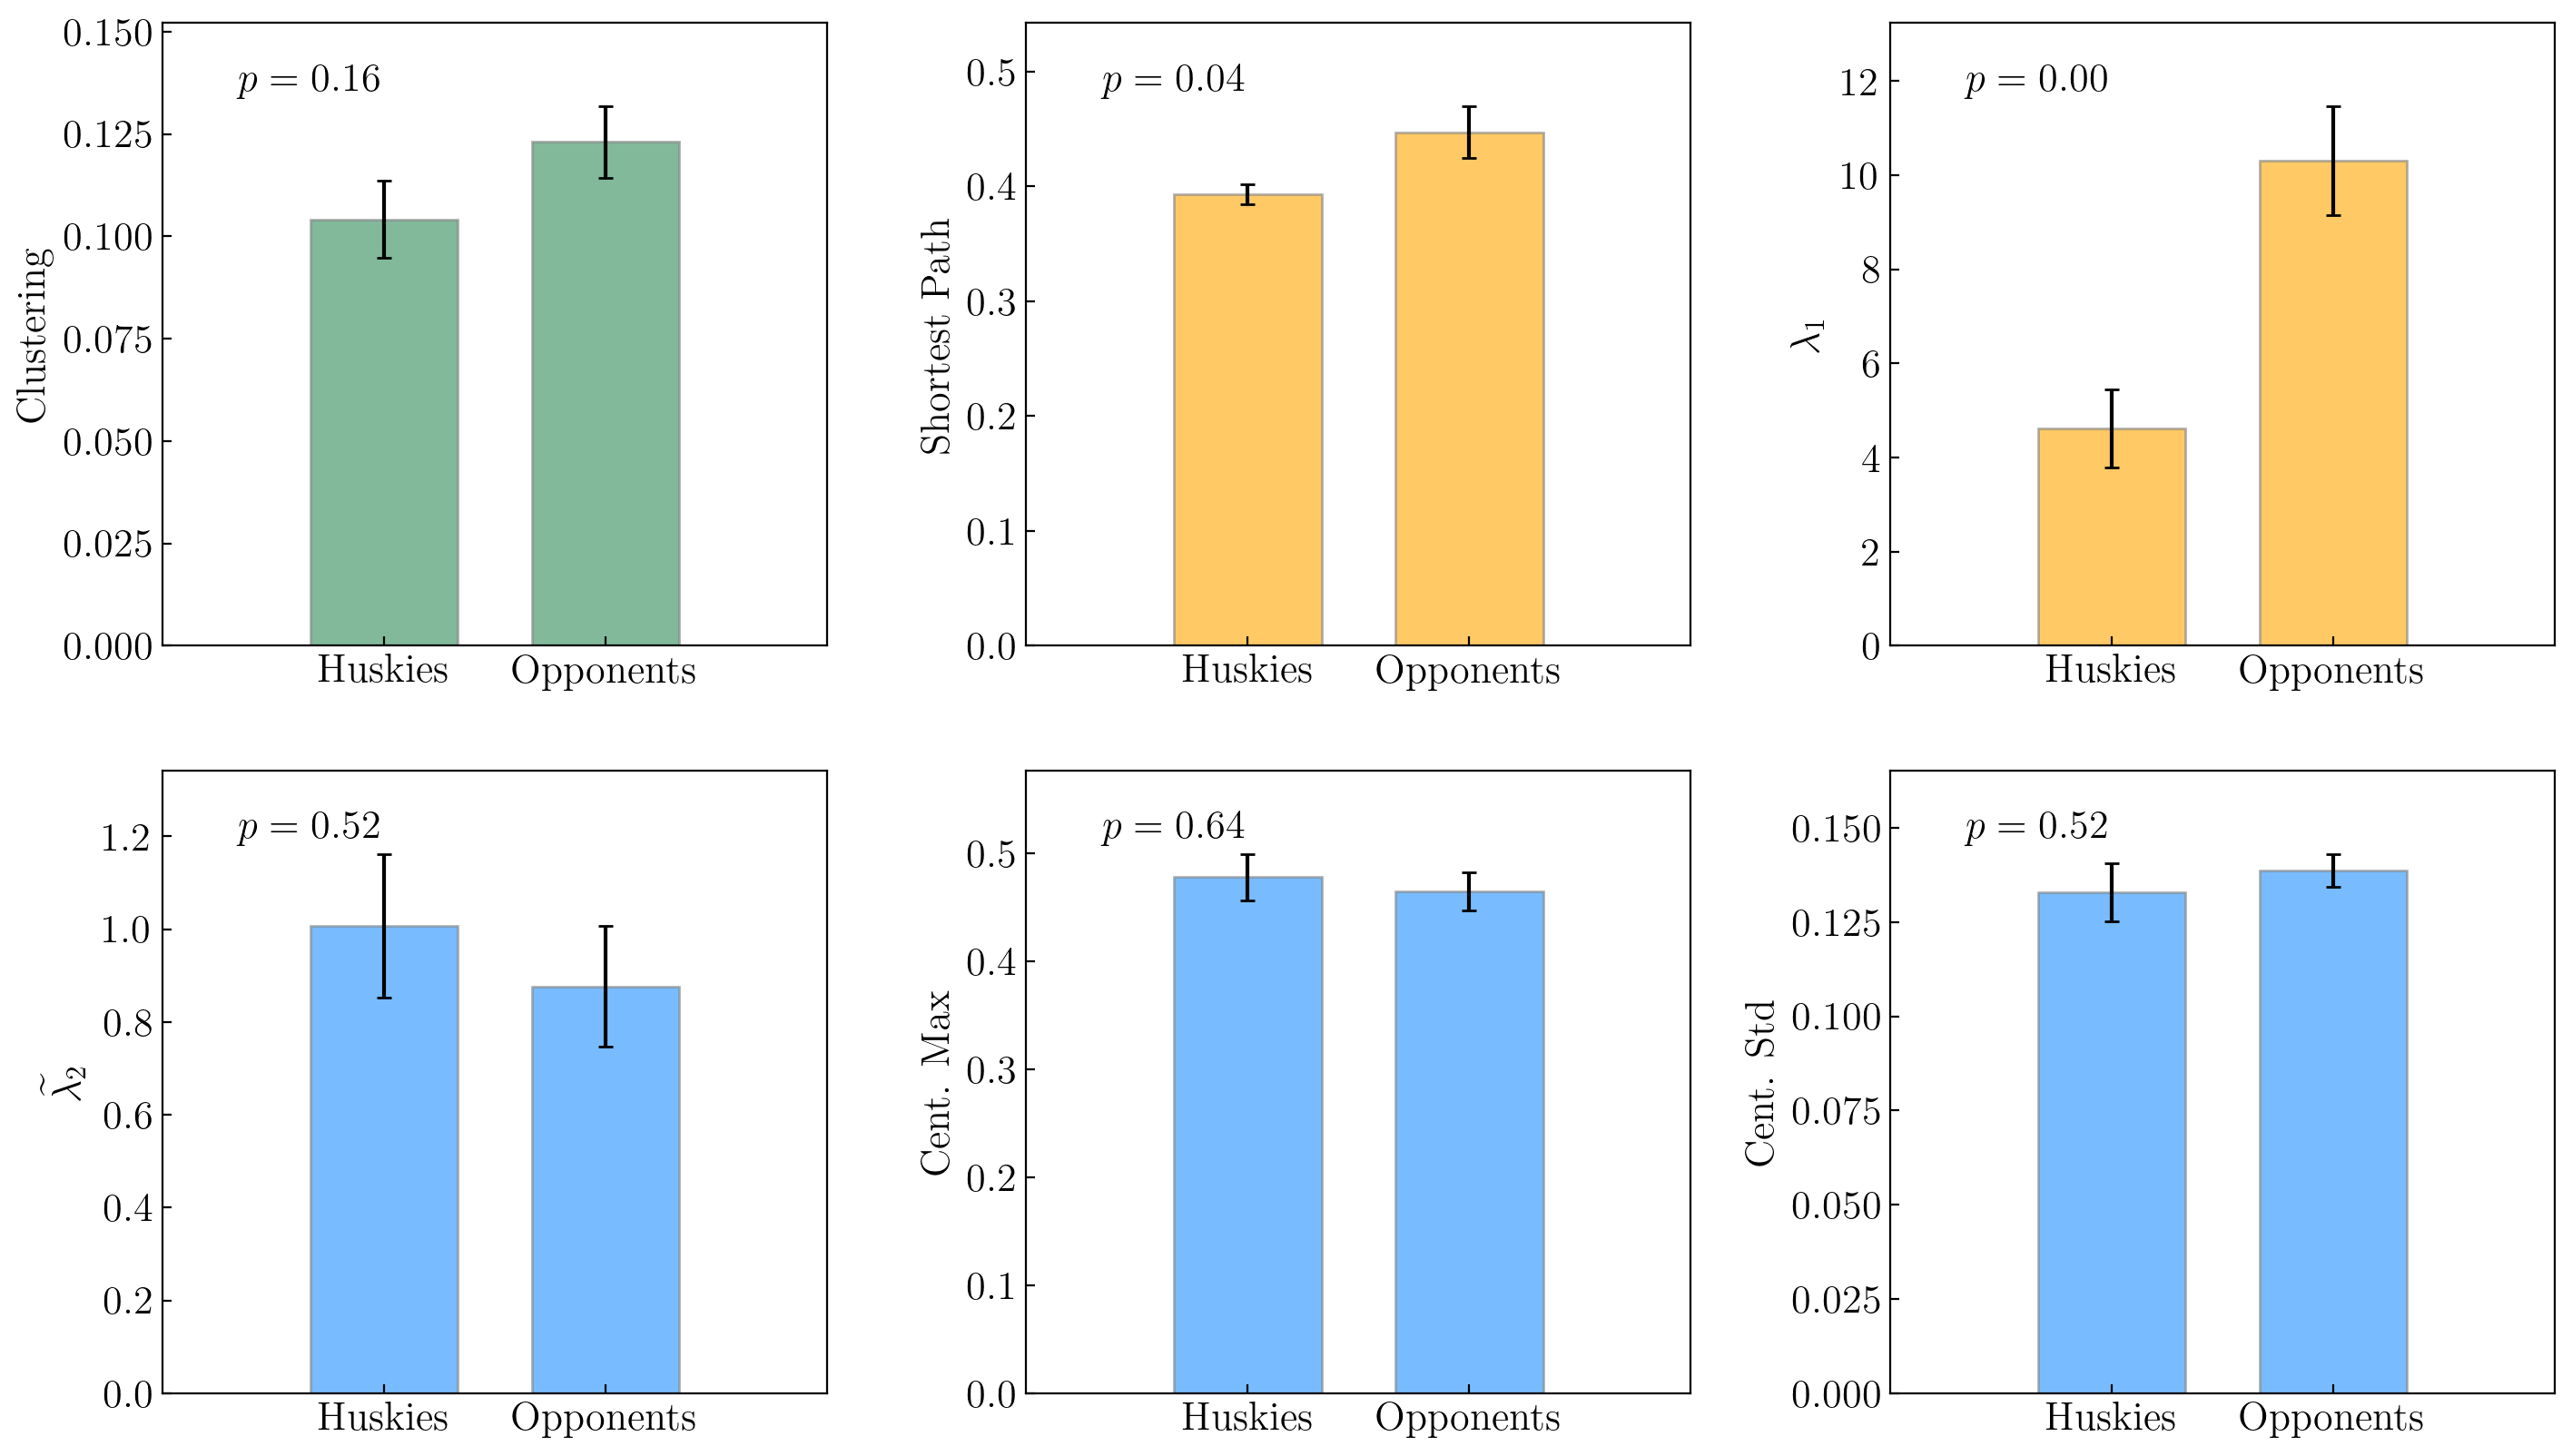 Clustering
0.150
0.125
0.100
0.075
0.050
0.025
0.000
p = 0.16
Huskies Opponents
Shortest Path
0.5
0.4
0.3
0.2
0.1
0.0
p = 0.04
Huskies Opponents
λ₁
12
10
8
6
4
2
0
p = 0.00
Huskies Opponents
λ̃₂
1.2
1.0
0.8
0.6
0.4
0.2
0.0
p = 0.52
Huskies Opponents
Cent. Max
0.5
0.4
0.3
0.2
0.1
0.0
p = 0.64
Huskies Opponents
Cent. Std
0.150
0.125
0.100
0.075
0.050
0.025
0.000
p = 0.52
Huskies Opponents